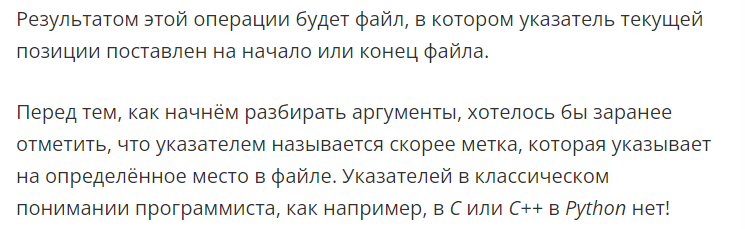 Результатом этой операции будет файл, в котором указатель текущей
позиции поставлен на начало или конец файла.
Перед тем, как начнём разбирать аргументы, хотелось бы заранее
отметить, что указателем называется скорее метка, которая указывает
на определённое место в файле. Указателей в классическом
понимании программиста, как например, в C или C++ в Python нет!